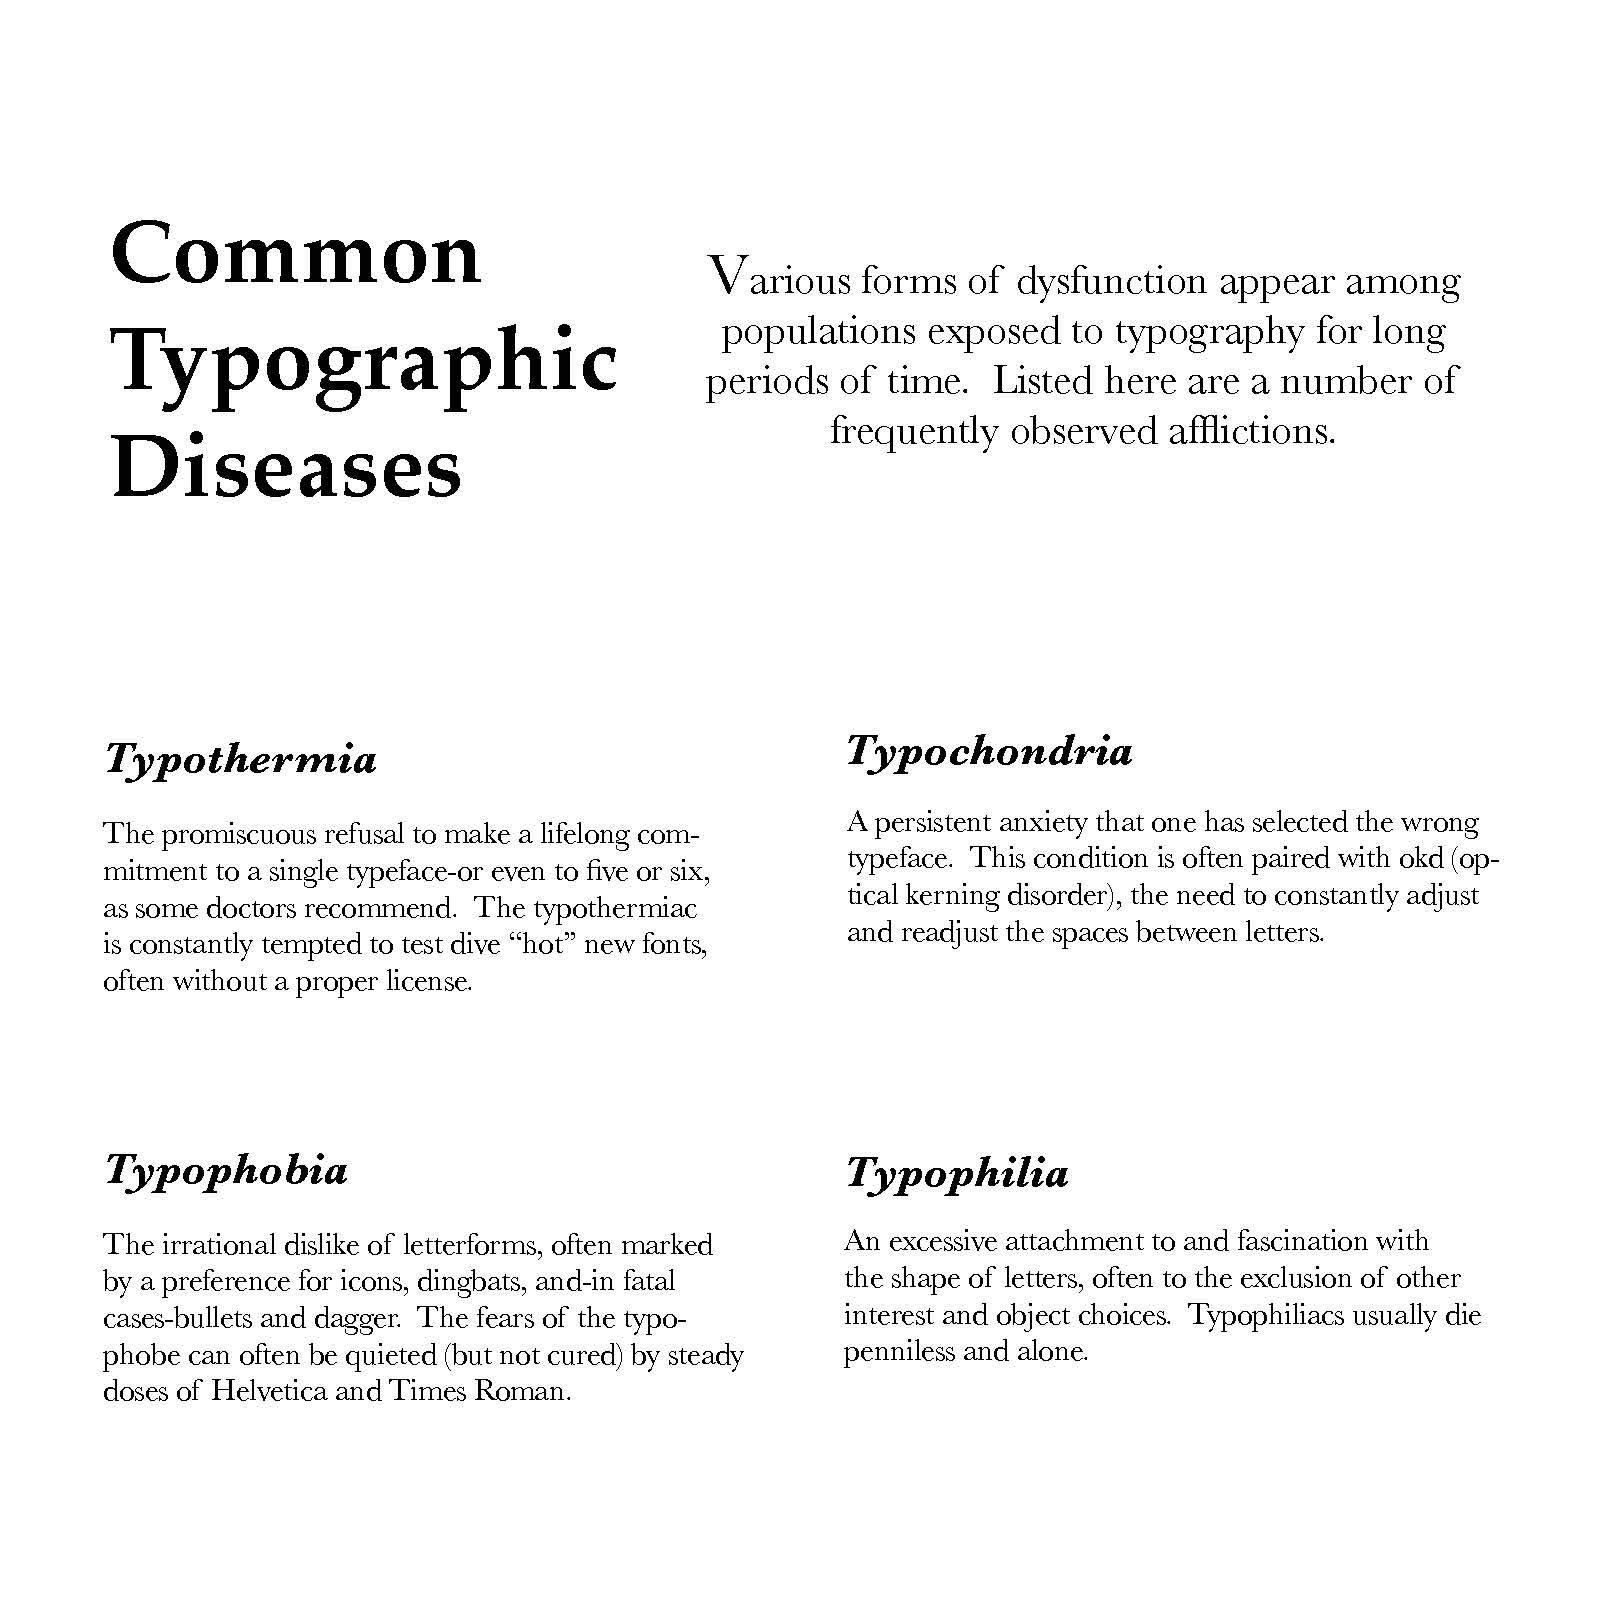 Common
Typographic
Diseases
Various forms of dysfunction appear among
populations exposed to typography for long
periods of time.  Listed here are a number of
frequently observed afflictions.
Typothermia
The promiscuous refusal to make a lifelong com-
mitment to a single typeface-or even to five or six,
as some doctors recommend.  The typothermiac
is constantly tempted to test dive “hot” new fonts,
often without a proper license.
Typochondria
A persistent anxiety that one has selected the wrong
typeface.  This condition is often paired with okd (op-
tical kerning disorder), the need to constantly adjust
and readjust the spaces between letters.
Typophobia
The irrational dislike of letterforms, often marked
by a preference for icons, dingbats, and-in fatal
cases-bullets and dagger.  The fears of the typo-
phobe can often be quieted (but not cured) by steady
doses of Helvetica and Times Roman.
Typophilia
An excessive attachment to and fascination with
the shape of letters, often to the exclusion of other
interest and object choices.  Typophiliacs usually die
penniless and alone.